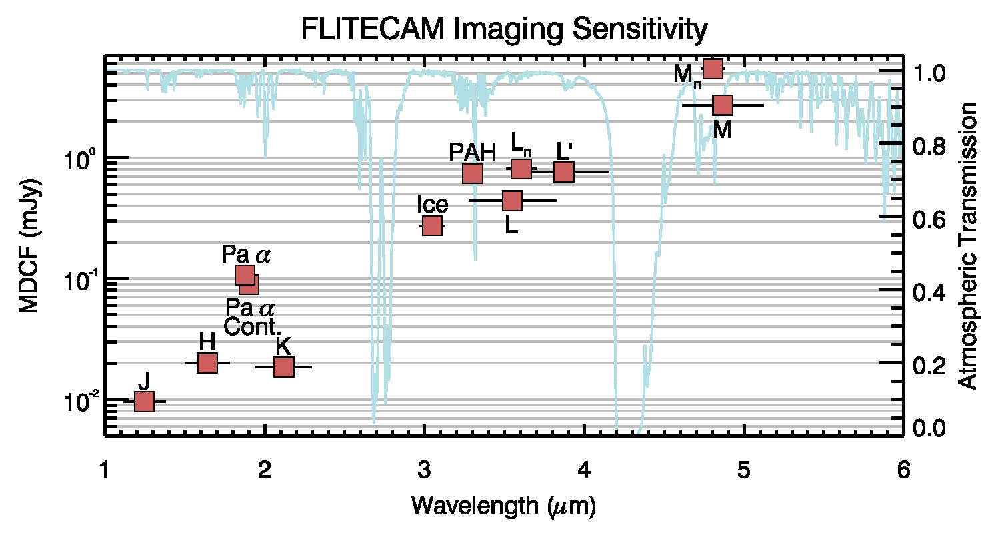 FLITECAM Imaging Sensitivity
MDCF (mJy)
10⁰
10⁻¹
10⁻²
J
H
Pa α
Pa α
Cont.
K
Ice
PAH
Lₙ
L'
L
Mₙ
M
1.0
0.8
0.6
0.4
0.2
0.0
Atmospheric Transmission
1 2 3 4 5 6
Wavelength (μm)